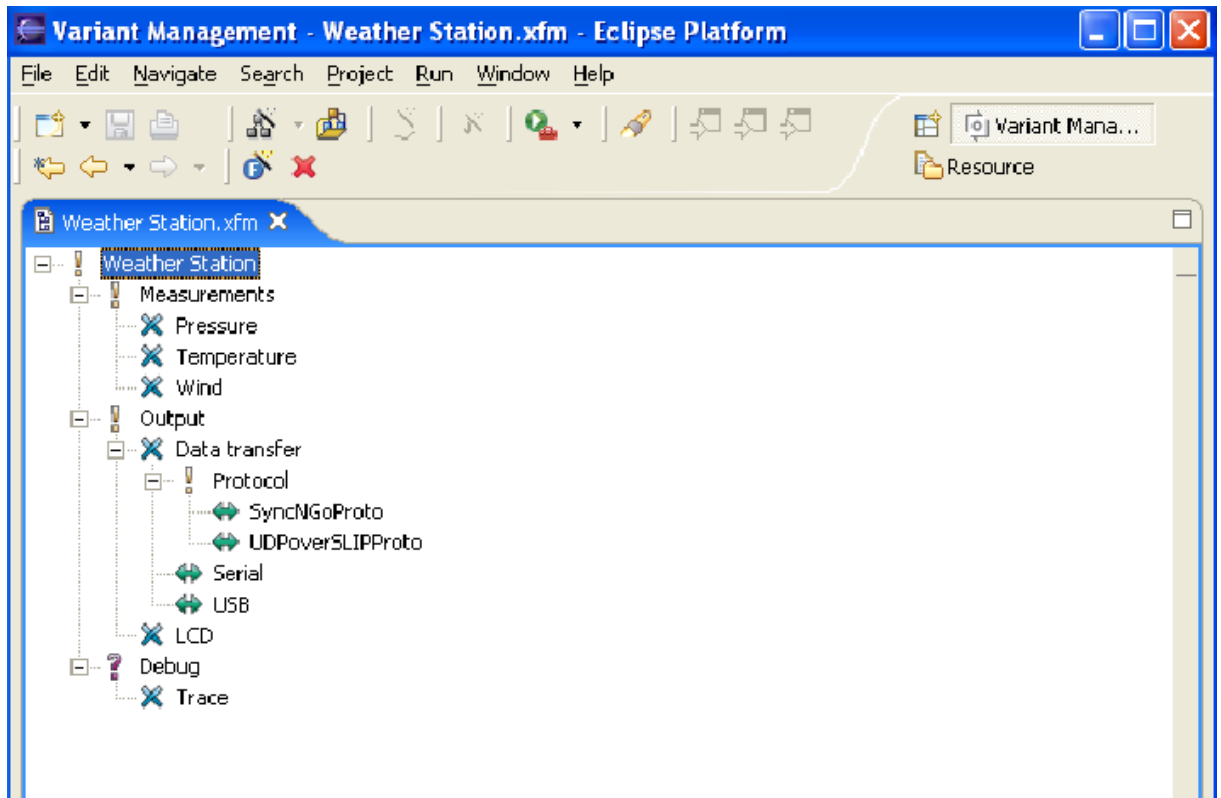 Variant Management - Weather Station.xfm - Eclipse Platform
File Edit Navigate Search Project Run Window Help
Variant Mana...
Resource
Weather Station.xfm
Weather Station
Measurements
Pressure
Temperature
Wind
Output
Data transfer
Protocol
SyncNGoProto
UDPoverSLIPProto
Serial
USB
LCD
Debug
Trace